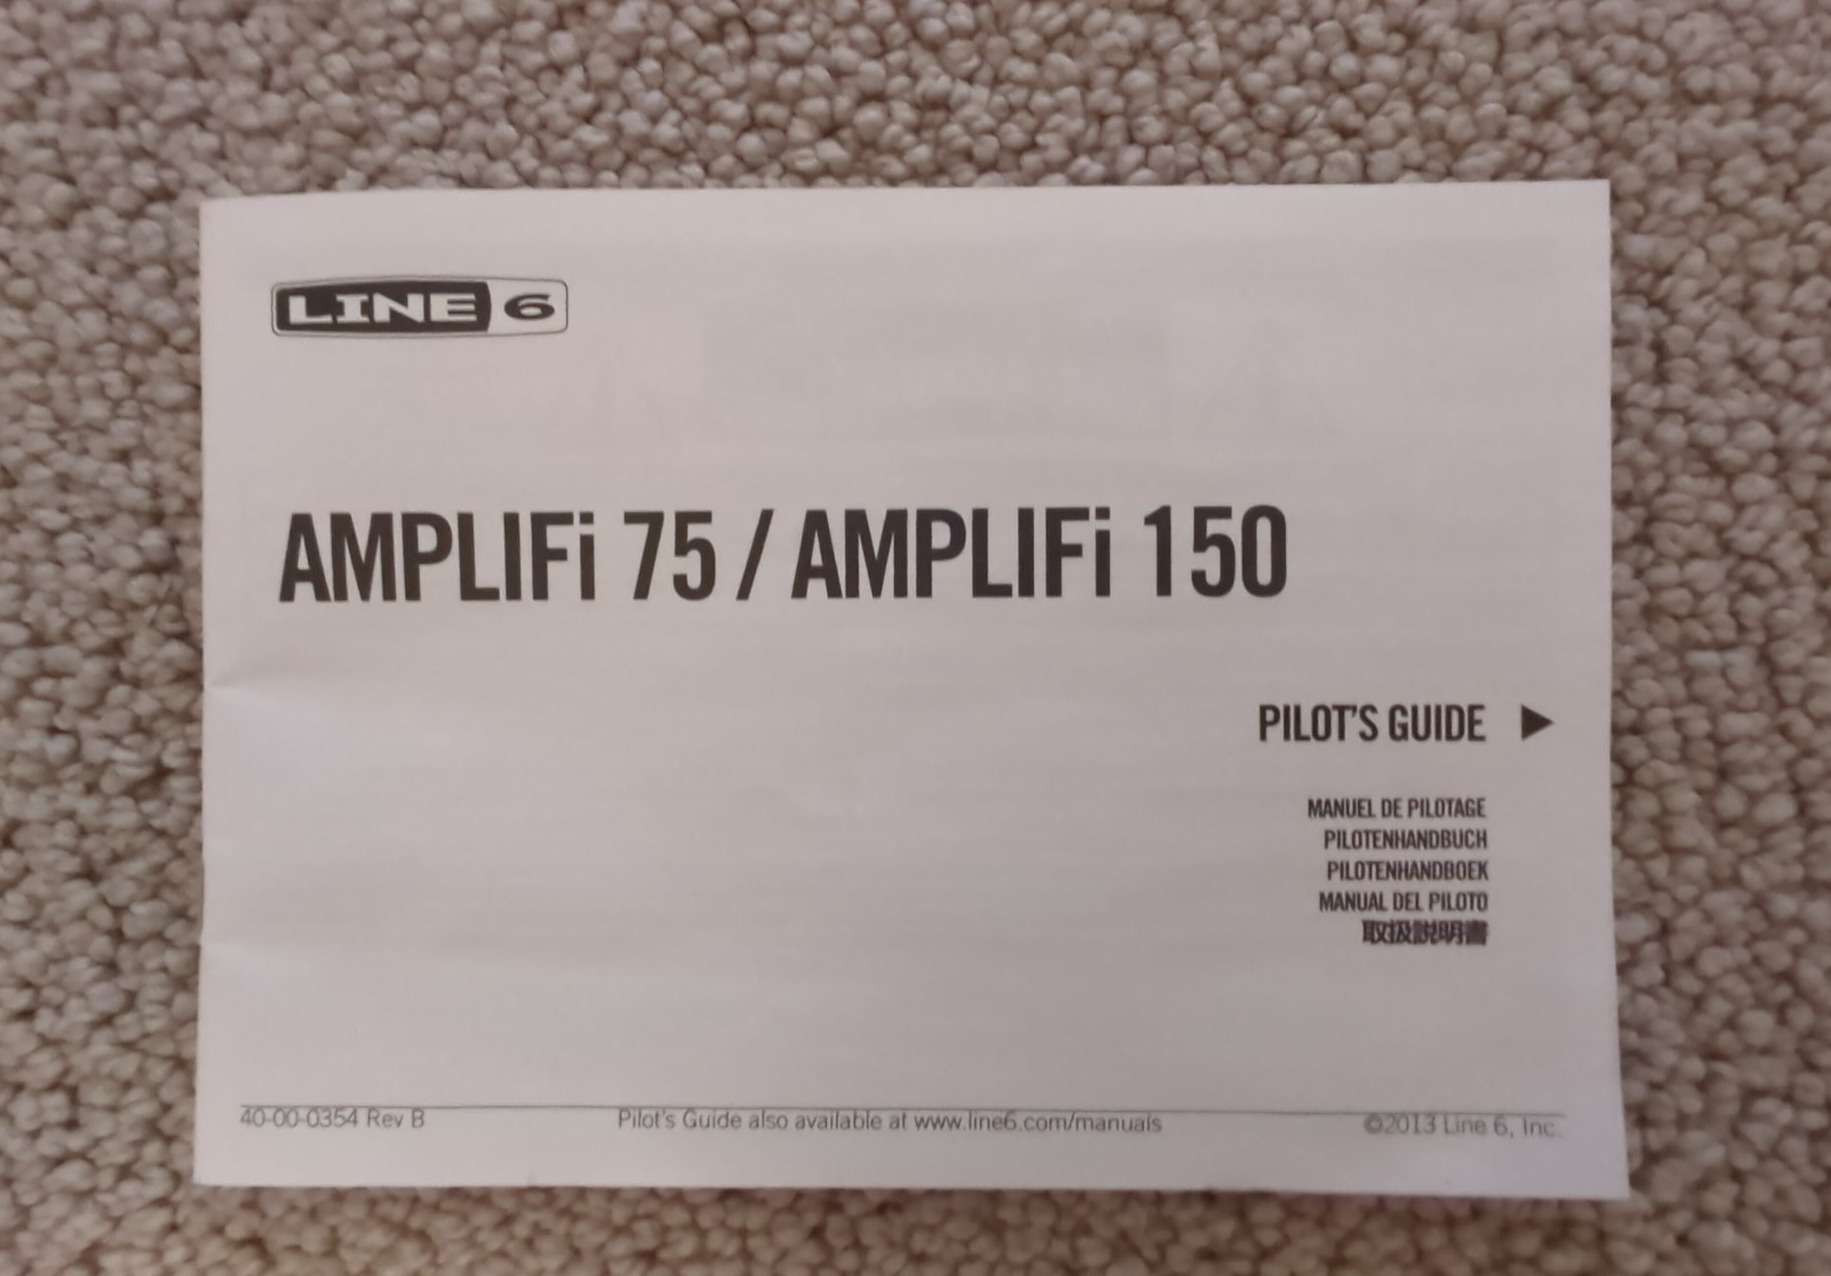 LINE 6
AMPLIFi 75 / AMPLIFi 150
PILOT'S GUIDE ▶
MANUEL DE PILOTAGE
PILOTENHANDBUCH
PILOTENHANDBOEK
MANUAL DEL PILOTO
取扱説明書
40-00-0354 Rev B
Pilot's Guide also available at www.line6.com/manuals
©2013 Line 6, Inc.